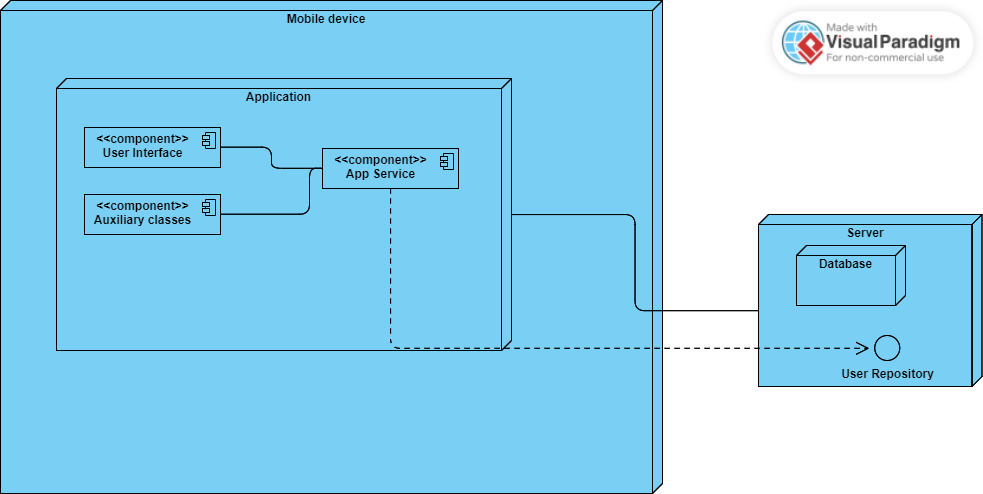 Mobile device
Made with
Visual Paradigm
For non-commercial use
Application
<<component>>
User Interface
<<component>>
App Service
<<component>>
Auxiliary classes
Server
Database
User Repository